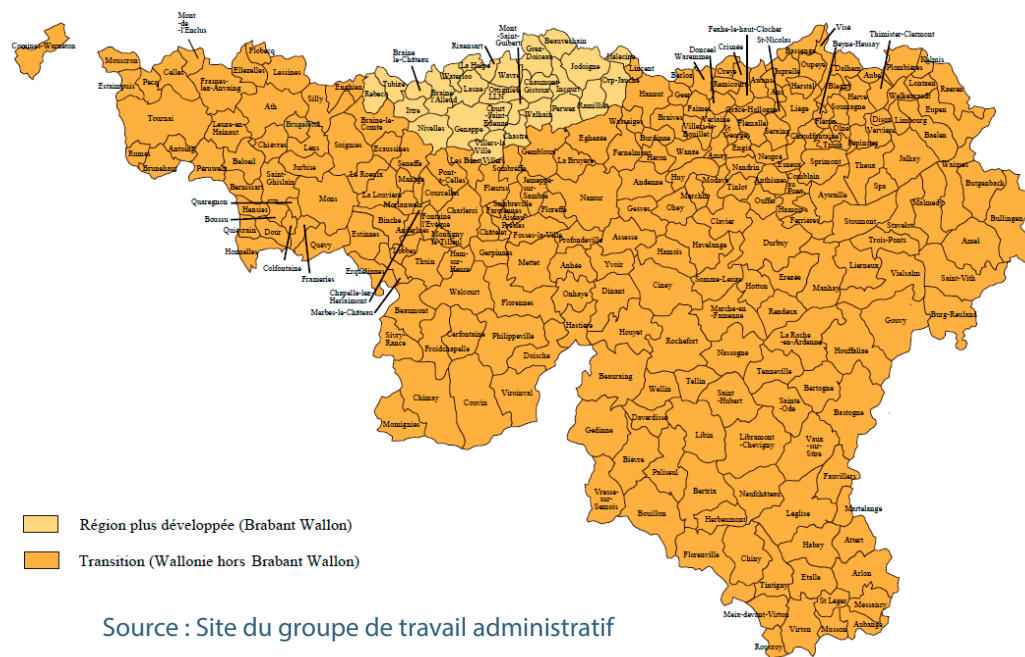 Mont
-de
-l'Enclus
Comines-Warneton
Mouscron
Estaimpuis
Pecq
Celles
Flobecq
Ellezelles
Lessines
Frasnes-
lez-Anvaing
Tournai
Ath
Silly
Enghien
Leuze-en-
Hainaut
Brugelette
Chièvres
Lens
Rumes
Antoing
Brunehaut
Péruwelz
Beloeil
Jurbise
Soignies
Braine-le-
Comte
Ecaussines
Bernissart
Saint-
Ghislain
Mons
Le Roeulx
Quaregnon
Hensies
Boussu
Quiévrain
Dour
Honnelles
Colfontaine
Frameries
Quévy
Estinnes
Binche
La Louvière
Morlanwelz
Manage
Seneffe
Erquelinnes
Chapelle-lez-
Herlaimont
Merbes-le-Château
Braine
le-Château
Rixensart
Mont
-Saint-
Guibert
Grez-
Doiceau
Beauvechain
Tubize
Rebecq
Ittre
Braine
l'Alleud
Waterloo
La Hulpe
Lasne
Wavre
Ottignies
LLN
Court
Saint-
Etienne
Chaumont-
Gistoux
Jodoigne
Hélécine
Orp-Jauche
Incourt
Ramillies
Perwez
Walhain
Chastre
Nivelles
Genappe
Villers-la
Ville
Lincent
Hannut
Wasseiges
Berloz
Geer
Donceel
Waremme
Fexhe-le-haut-Clocher
Crisnée
St-Nicolas
Oreye
Remicourt
Awans
Ans
Juprelle
Bassenge
Oupeye
Visé
Beyne-Heusay
Thimister-Clermont
Dalhem
Aubel
Plombières
Kelmis
Lontzen
Raeren
Welkenraedt
Eupen
Herstal
Blegny
Herve
Soumagne
Dison
Limbourg
Baelen
Verviers
Pepinster
Olne
Fléron
Chaudfontaine
Trooz
Liège
Grâce-Hollogne
Flémalle
Seraing
Faimes
Verlaine
St
Georges
Villers-le-
Bouillet
Braives
Burdinne
Héron
Wanze
Amay
Engis
Huy
Modave
Marchin
Nandrin
Tinlot
Neupré
Esneux
Anthisnes
Comblain
au
Pont
Ouffet
Hamois
Ferrières
Sprimont
Aywaille
Theux
Jalhay
Spa
Waimes
Malmedy
Butgenbach
Bullingen
Stoumont
Stavelot
Trois-Ponts
Amel
Lierneux
Vielsalm
Saint-Vith
Burg-Reuland
Gouvy
Les Bons Villers
Pont-
à-Celles
Courcelles
Charleroi
Fleurus
Sombreffe
Gembloux
Jemeppe-
sur-
Sambre
Sambreville
Farciennes
Aiseau-
Presles
Châtelet
Floreffe
Fosses-la-Ville
Fontaine
l'Evêque
Anderlues
Montigny
le-Tilleul
Lobbes
Thuin
Ham-
sur-
Heure
Gerpinnes
Mettet
Profondeville
La Bruyère
Eghezée
Fernelmont
Namur
Andenne
Gesves
Ohey
Assesse
Clavier
Havelange
Hamois
Durbuy
Somme-Leuze
Hotton
Erezée
Manhay
Anhée
Yvoir
Onhaye
Dinant
Ciney
Hastière
Houyet
Rochefort
Marche-en
-Famenne
Rendeux
La Roche
-en-Ardenne
Houffalize
Nassogne
Tenneville
Walcourt
Florennes
Beaumont
Sivry-
Rance
Cerfontaine
Philippeville
Froidchapelle
Doische
Chimay
Couvin
Viroinval
Momignies
Beauraing
Wellin
Tellin
Saint
-Hubert
Sainte
-Ode
Bertogne
Bastogne
Gedinne
Daverdisse
Libin
Libramont
-Chevigny
Vaux
-sur-
Sûre
Bièvre
Paliseul
Fauvillers
Vresse-
sur-
Semois
Bouillon
Bertrix
Neufchâteau
Herbeumont
Léglise
Martelange
Florenville
Chiny
Habay
Attert
Tintigny
Etalle
Arlon
Meix-devant-Virton
St Léger
Messancy
Virton
Musson
Aubange
Rouvroy
Région plus développée (Brabant Wallon)
Transition (Wallonie hors Brabant Wallon)
Source : Site du groupe de travail administratif